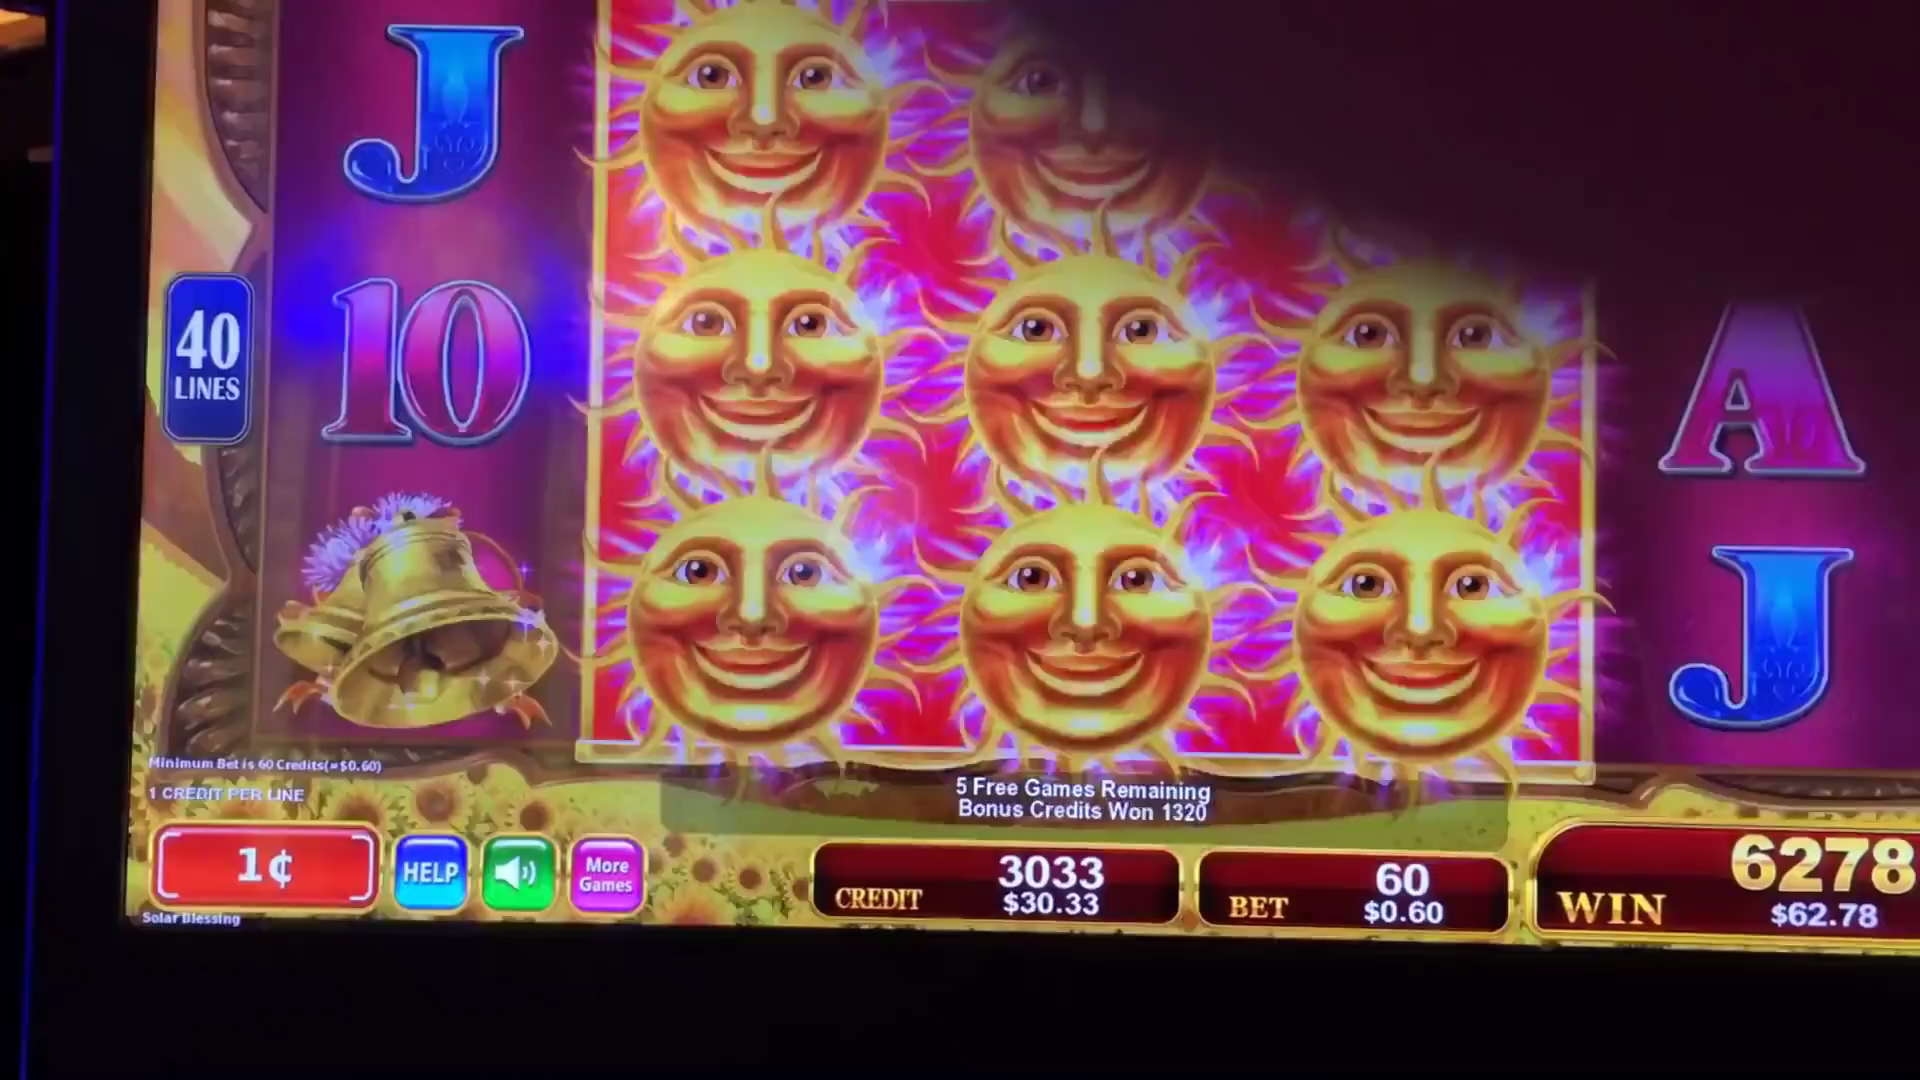 J
10
40
LINES
A
J
Minimum Bet is 60 Credits(=$0.60)
1 CREDIT PER LINE
5 Free Games Remaining
Bonus Credits Won 1320
1¢
HELP
More
Games
CREDIT
3033
$30.33
BET
60
$0.60
WIN
6278
$62.78
Solar Blessing